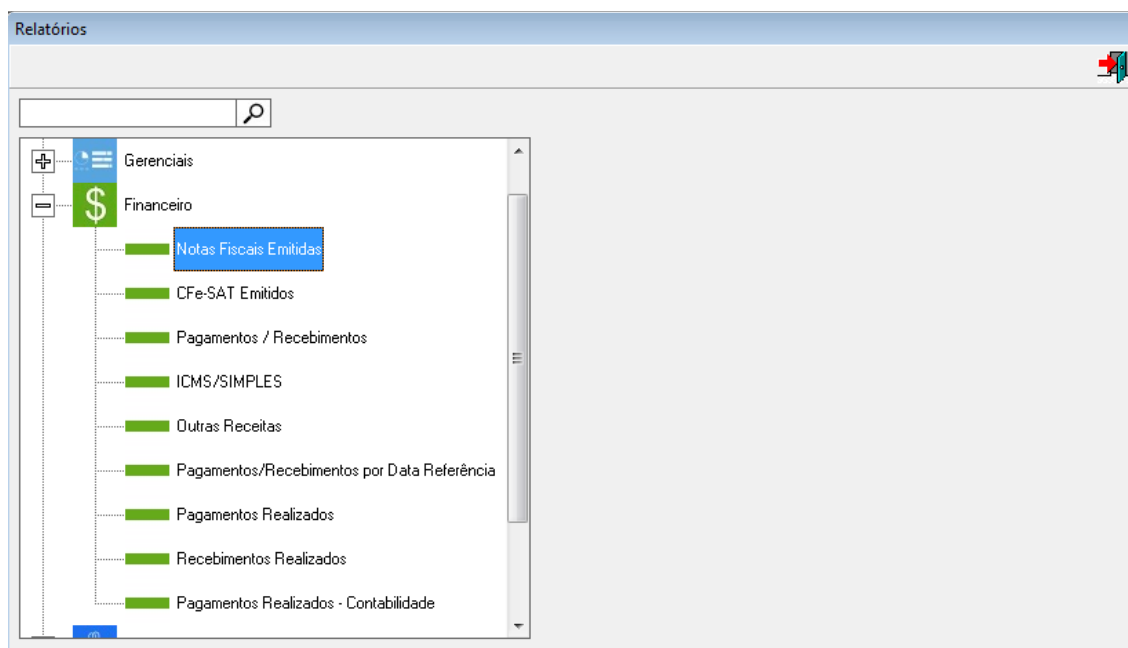 Relatórios
Gerenciais
Financeiro
Notas Fiscais Emitidas
CFe-SAT Emitidos
Pagamentos / Recebimentos
ICMS/SIMPLES
Outras Receitas
Pagamentos/Recebimentos por Data Referência
Pagamentos Realizados
Recebimentos Realizados
Pagamentos Realizados - Contabilidade